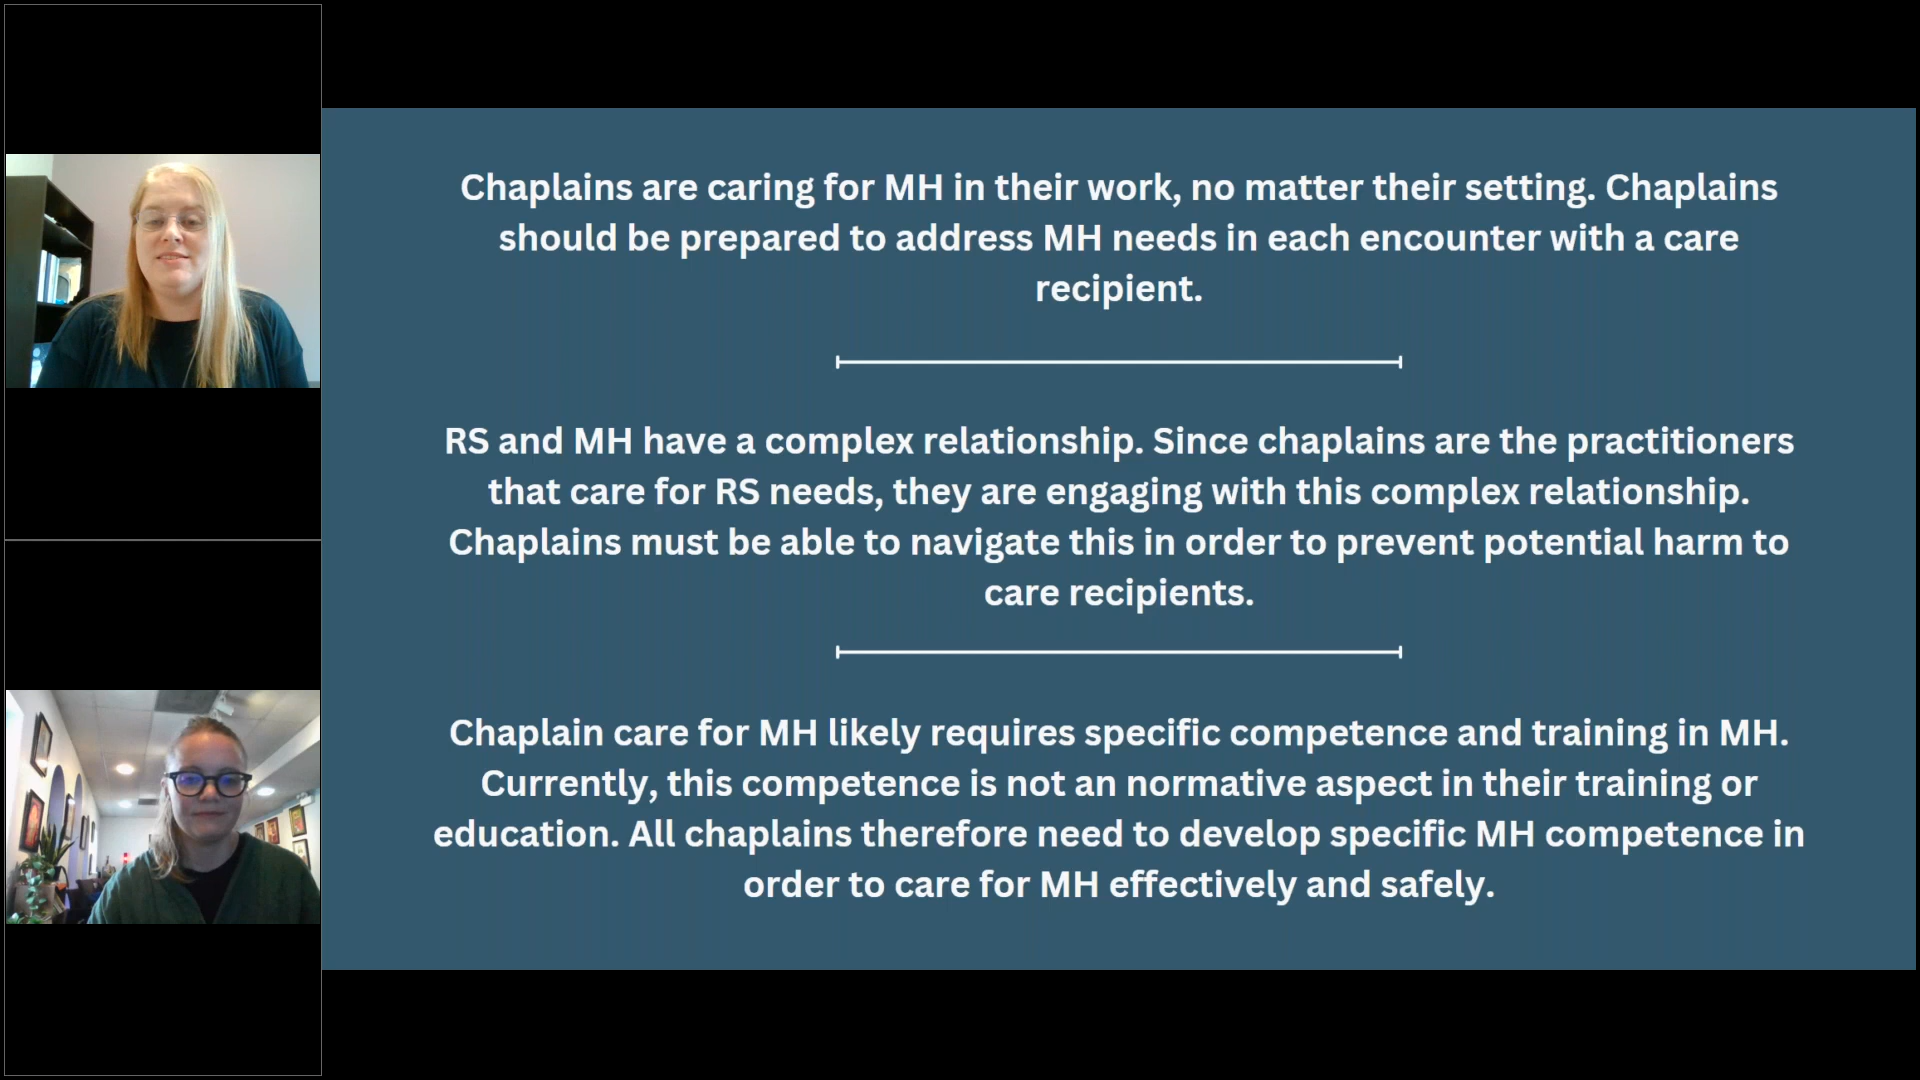 Chaplains are caring for MH in their work, no matter their setting. Chaplains
should be prepared to address MH needs in each encounter with a care
recipient.
RS and MH have a complex relationship. Since chaplains are the practitioners
that care for RS needs, they are engaging with this complex relationship.
Chaplains must be able to navigate this in order to prevent potential harm to
care recipients.
Chaplain care for MH likely requires specific competence and training in MH.
Currently, this competence is not an normative aspect in their training or
education. All chaplains therefore need to develop specific MH competence in
order to care for MH effectively and safely.